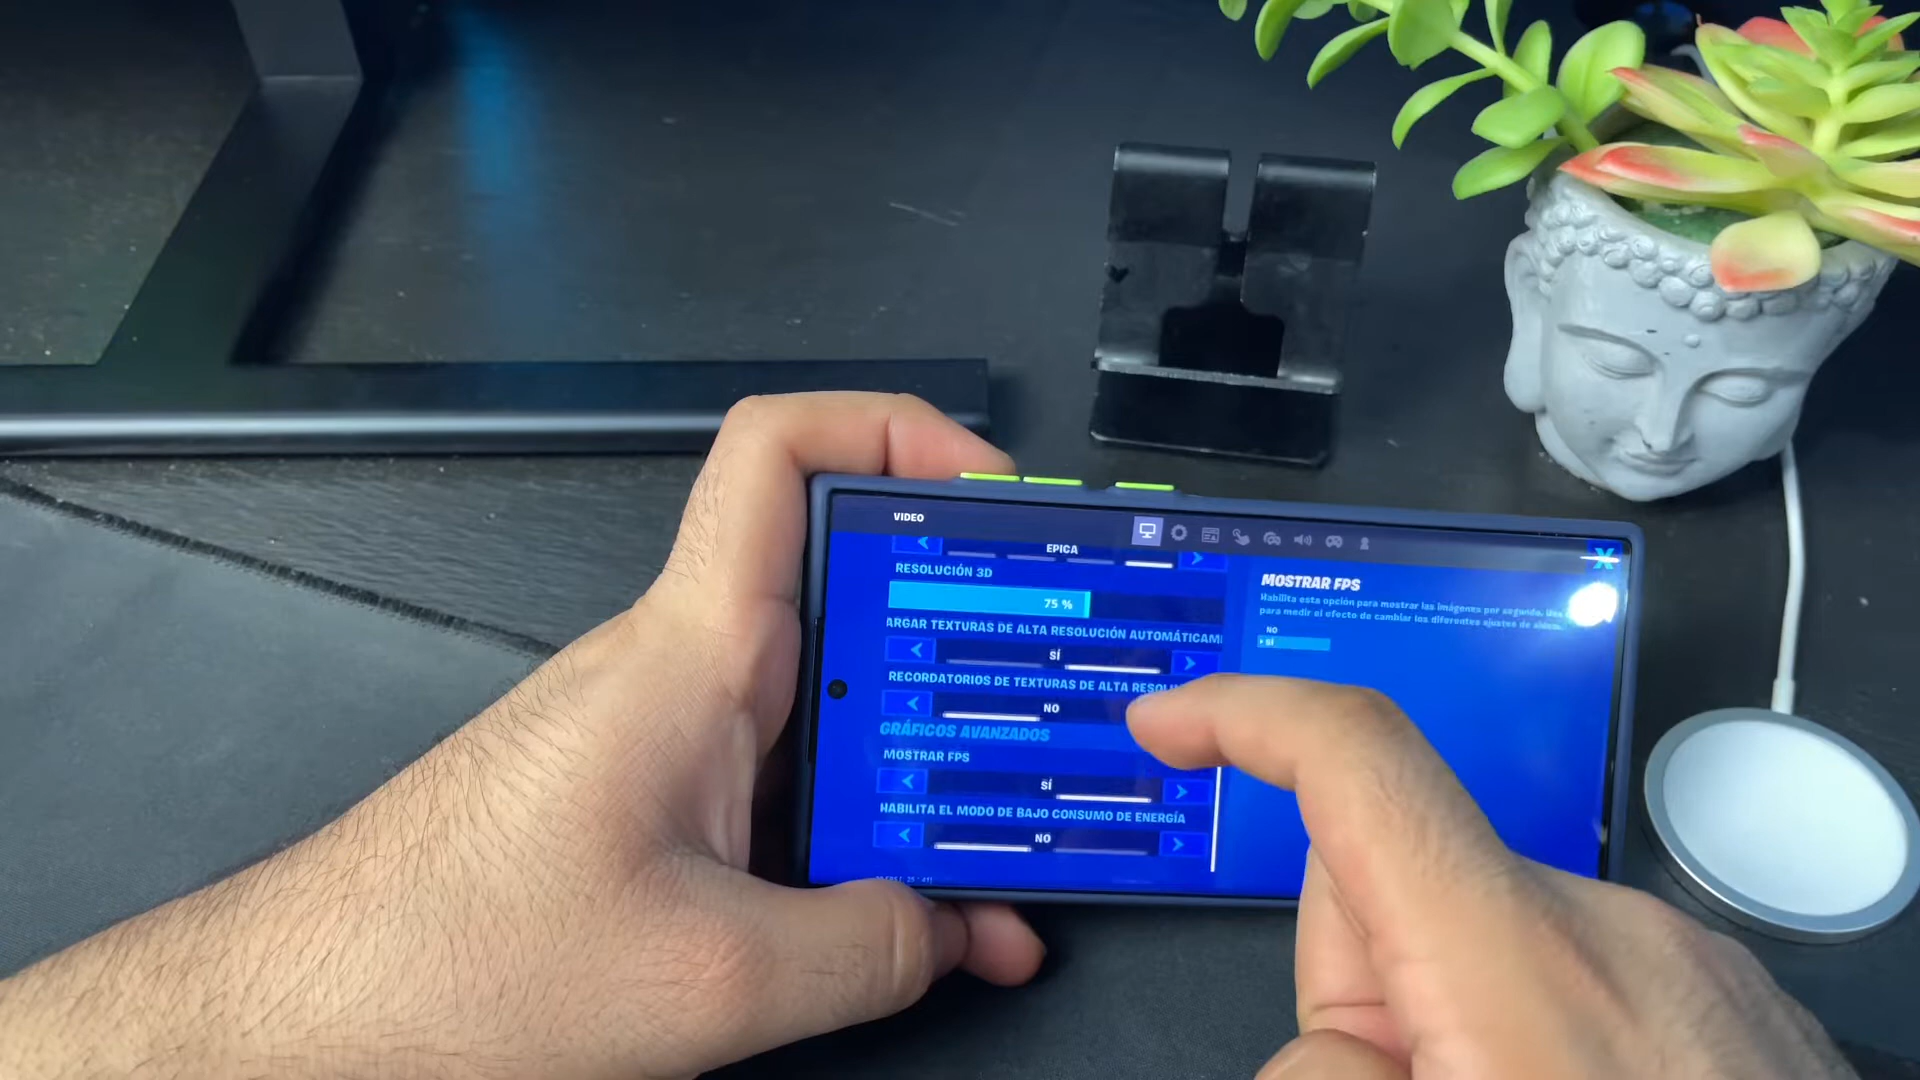 VIDEO
EPICA
RESOLUCIÓN 3D
75 %
ARGAR TEXTURAS DE ALTA RESOLUCIÓN AUTOMÁTICAM
SÍ
RECORDATORIOS DE TEXTURAS DE ALTA RESOL
NO
GRÁFICOS AVANZADOS
MOSTRAR FPS
SÍ
HABILITA EL MODO DE BAJO CONSUMO DE ENERGÍA
NO
X
MOSTRAR FPS
Habilita esta opción para mostrar las imágenes por segundo.
para medir el efecto de cambiar los diferentes ajustes de
NO
SÍ